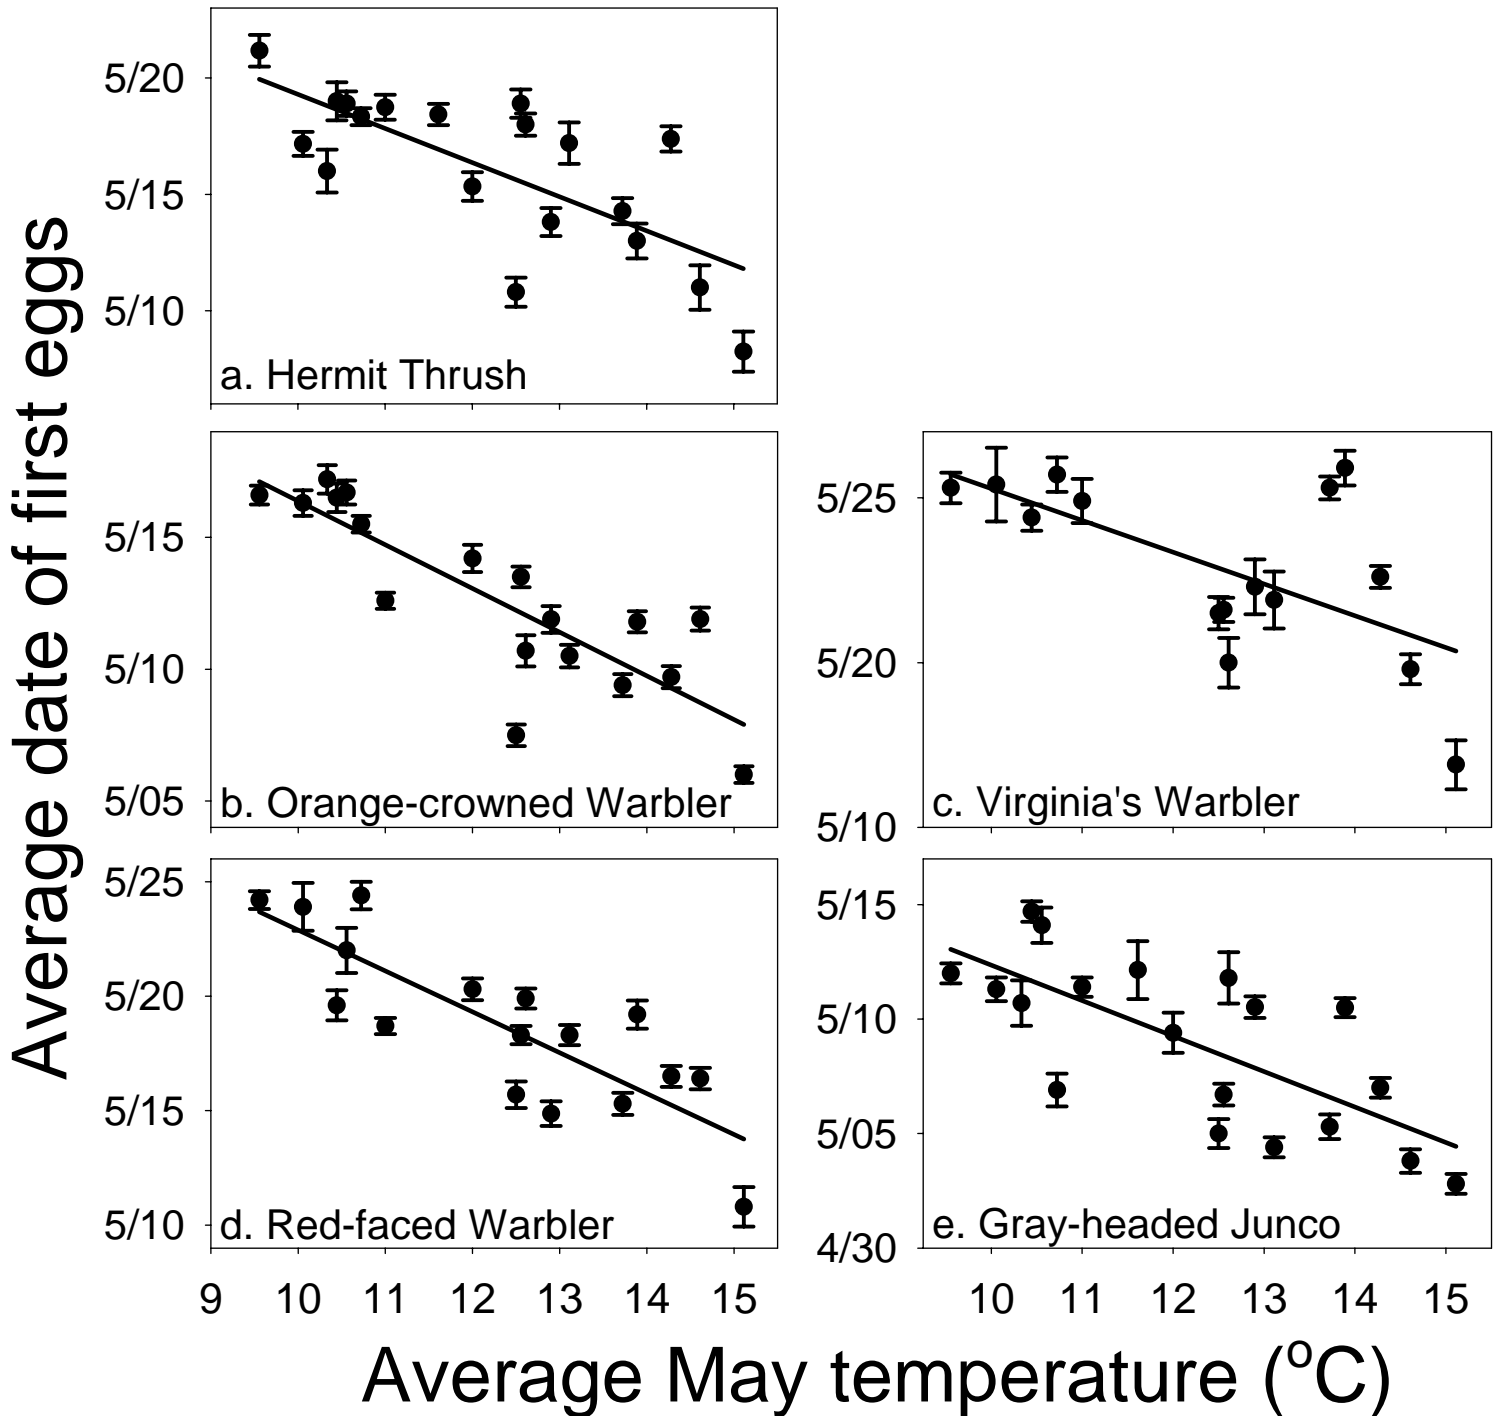 Average date of first eggs
5/20
5/15
5/10
a. Hermit Thrush
5/15
5/10
5/05
b. Orange-crowned Warbler
5/25
5/20
5/10
c. Virginia's Warbler
5/25
5/20
5/15
5/10
d. Red-faced Warbler
9 10 11 12 13 14 15
5/15
5/10
5/05
4/30
e. Gray-headed Junco
10 11 12 13 14 15
Average May temperature (°C)